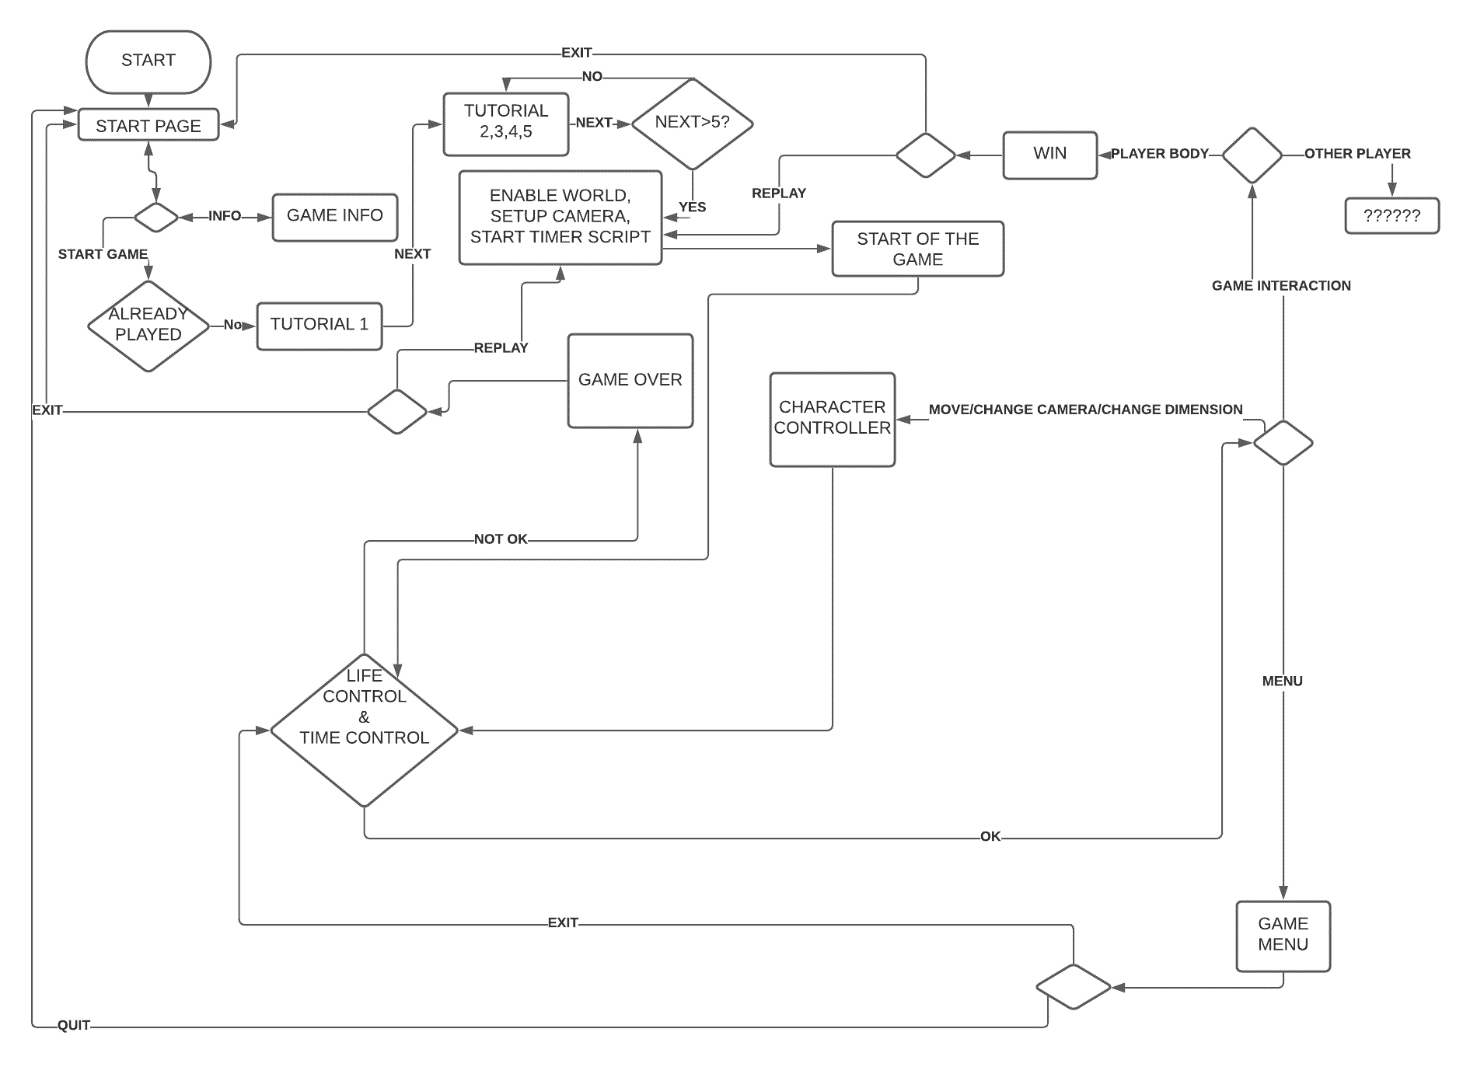 EXIT
START
NO
TUTORIAL
2,3,4,5
NEXT
NEXT>5?
START PAGE
WIN
PLAYER BODY
OTHER PLAYER
ENABLE WORLD,
SETUP CAMERA,
START TIMER SCRIPT
YES
REPLAY
INFO
GAME INFO
??????
START OF THE
GAME
START GAME
NEXT
GAME INTERACTION
ALREADY
PLAYED
No
TUTORIAL 1
REPLAY
GAME OVER
EXIT
CHARACTER
CONTROLLER
MOVE/CHANGE CAMERA/CHANGE DIMENSION
NOT OK
LIFE
CONTROL
&
TIME CONTROL
MENU
OK
EXIT
GAME
MENU
QUIT